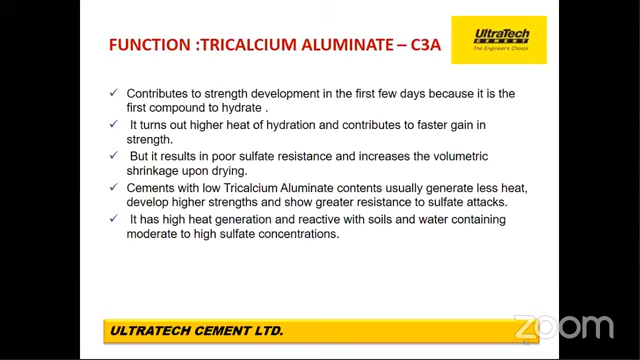 FUNCTION :TRICALCIUM ALUMINATE – C3A
UltraTech
CEMENT
The Engineer's Choice
✓ Contributes to strength development in the first few days because it is the
first compound to hydrate .
✓ It turns out higher heat of hydration and contributes to faster gain in
strength.
✓ But it results in poor sulfate resistance and increases the volumetric
shrinkage upon drying.
✓ Cements with low Tricalcium Aluminate contents usually generate less heat,
develop higher strengths and show greater resistance to sulfate attacks.
✓ It has high heat generation and reactive with soils and water containing
moderate to high sulfate concentrations.
ULTRATECH CEMENT LTD.
zoom